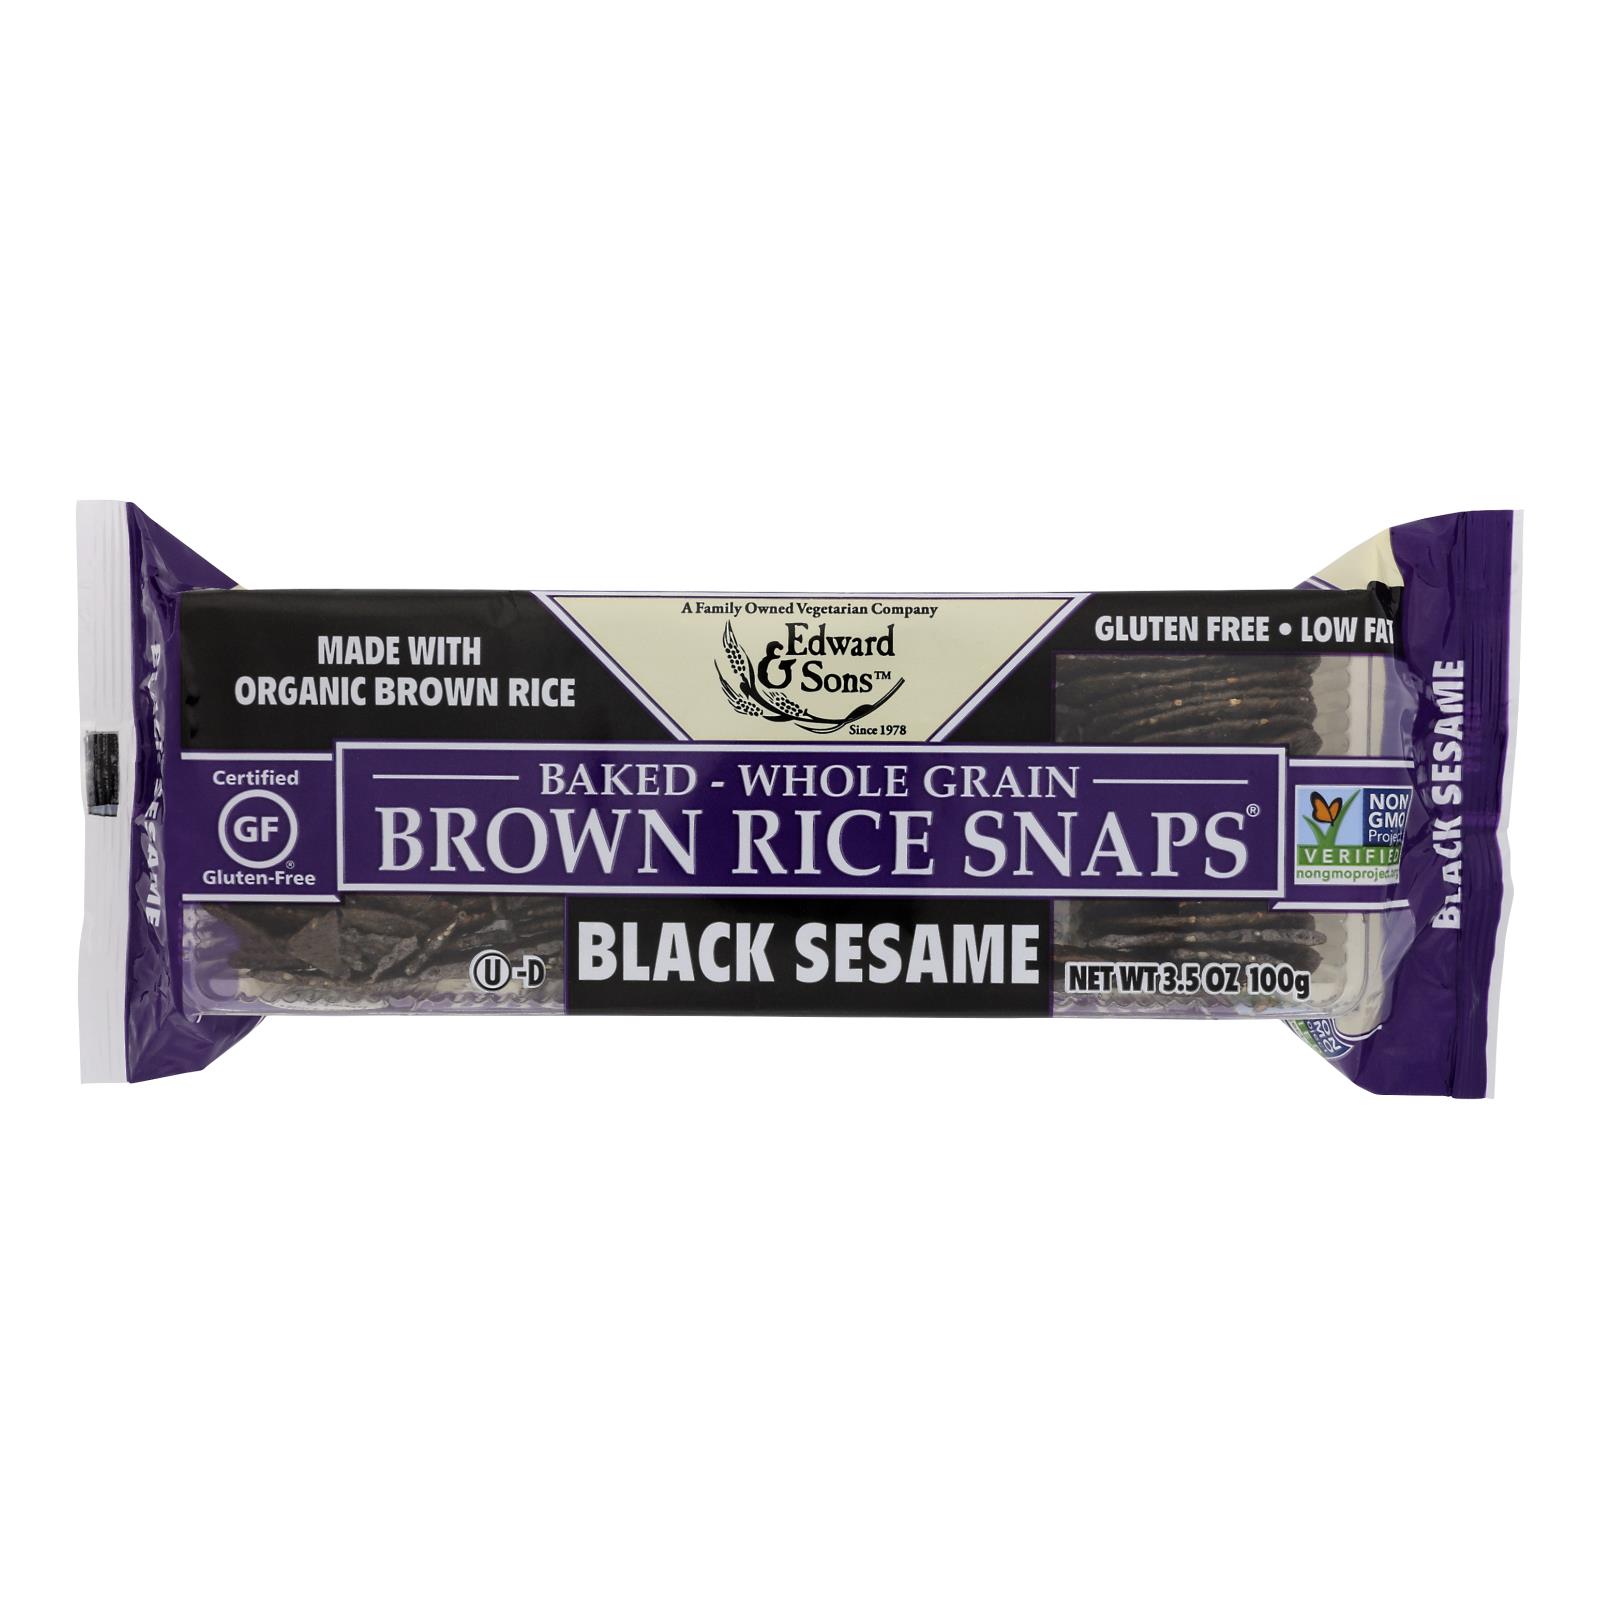 A Family Owned Vegetarian Company
Edward
& Sons™
Since 1978
MADE WITH
ORGANIC BROWN RICE
GLUTEN FREE • LOW FAT
Certified
GF
®
Gluten-Free
BAKED - WHOLE GRAIN
BROWN RICE SNAPS®
NON
GMO
Project
VERIFIED
nongmoproject.org
U-D
BLACK SESAME
NET WT 3.5 OZ 100g
BLACK SESAME
BLACK SESAME